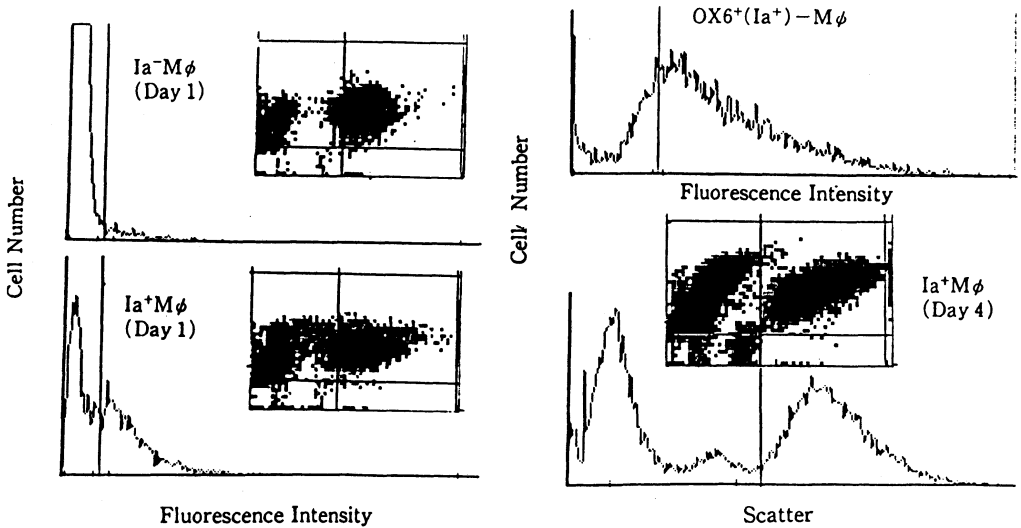 Ia⁻Mφ
(Day 1)
Cell Number
Ia⁺Mφ
(Day 1)
Fluorescence Intensity
OX6⁺(Ia⁺)−Mφ
Cell Number
Fluorescence Intensity
Ia⁺Mφ
(Day 4)
Scatter